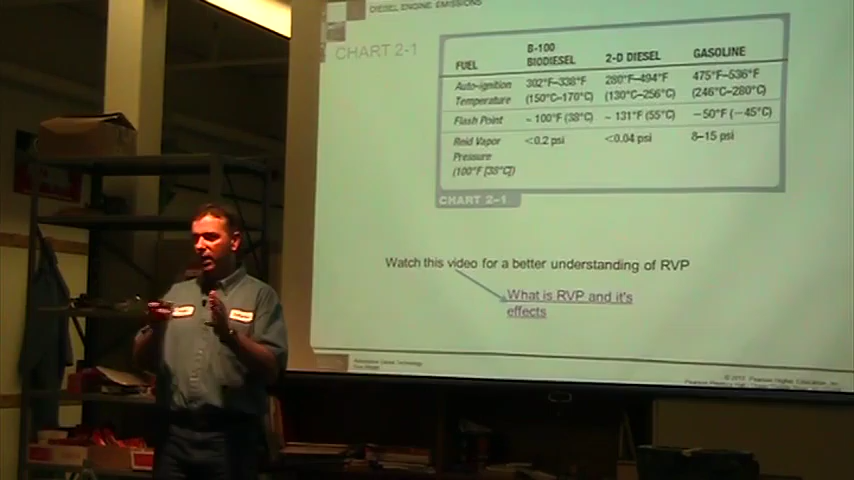 DIESEL ENGINE EMISSIONS
CHART 2-1
FUEL B-100 BIODIESEL 2-D DIESEL GASOLINE
Auto-ignition Temperature 302°F–338°F (150°C–170°C) 280°F–494°F (130°C–256°C) 475°F–536°F (246°C–280°C)
Flash Point ~ 100°F (38°C) ~ 131°F (55°C) –50°F (–45°C)
Reid Vapor Pressure (100°F [38°C]) <0.2 psi <0.04 psi 8–15 psi
CHART 2–1
Watch this video for a better understanding of RVP
What is RVP and it's
effects